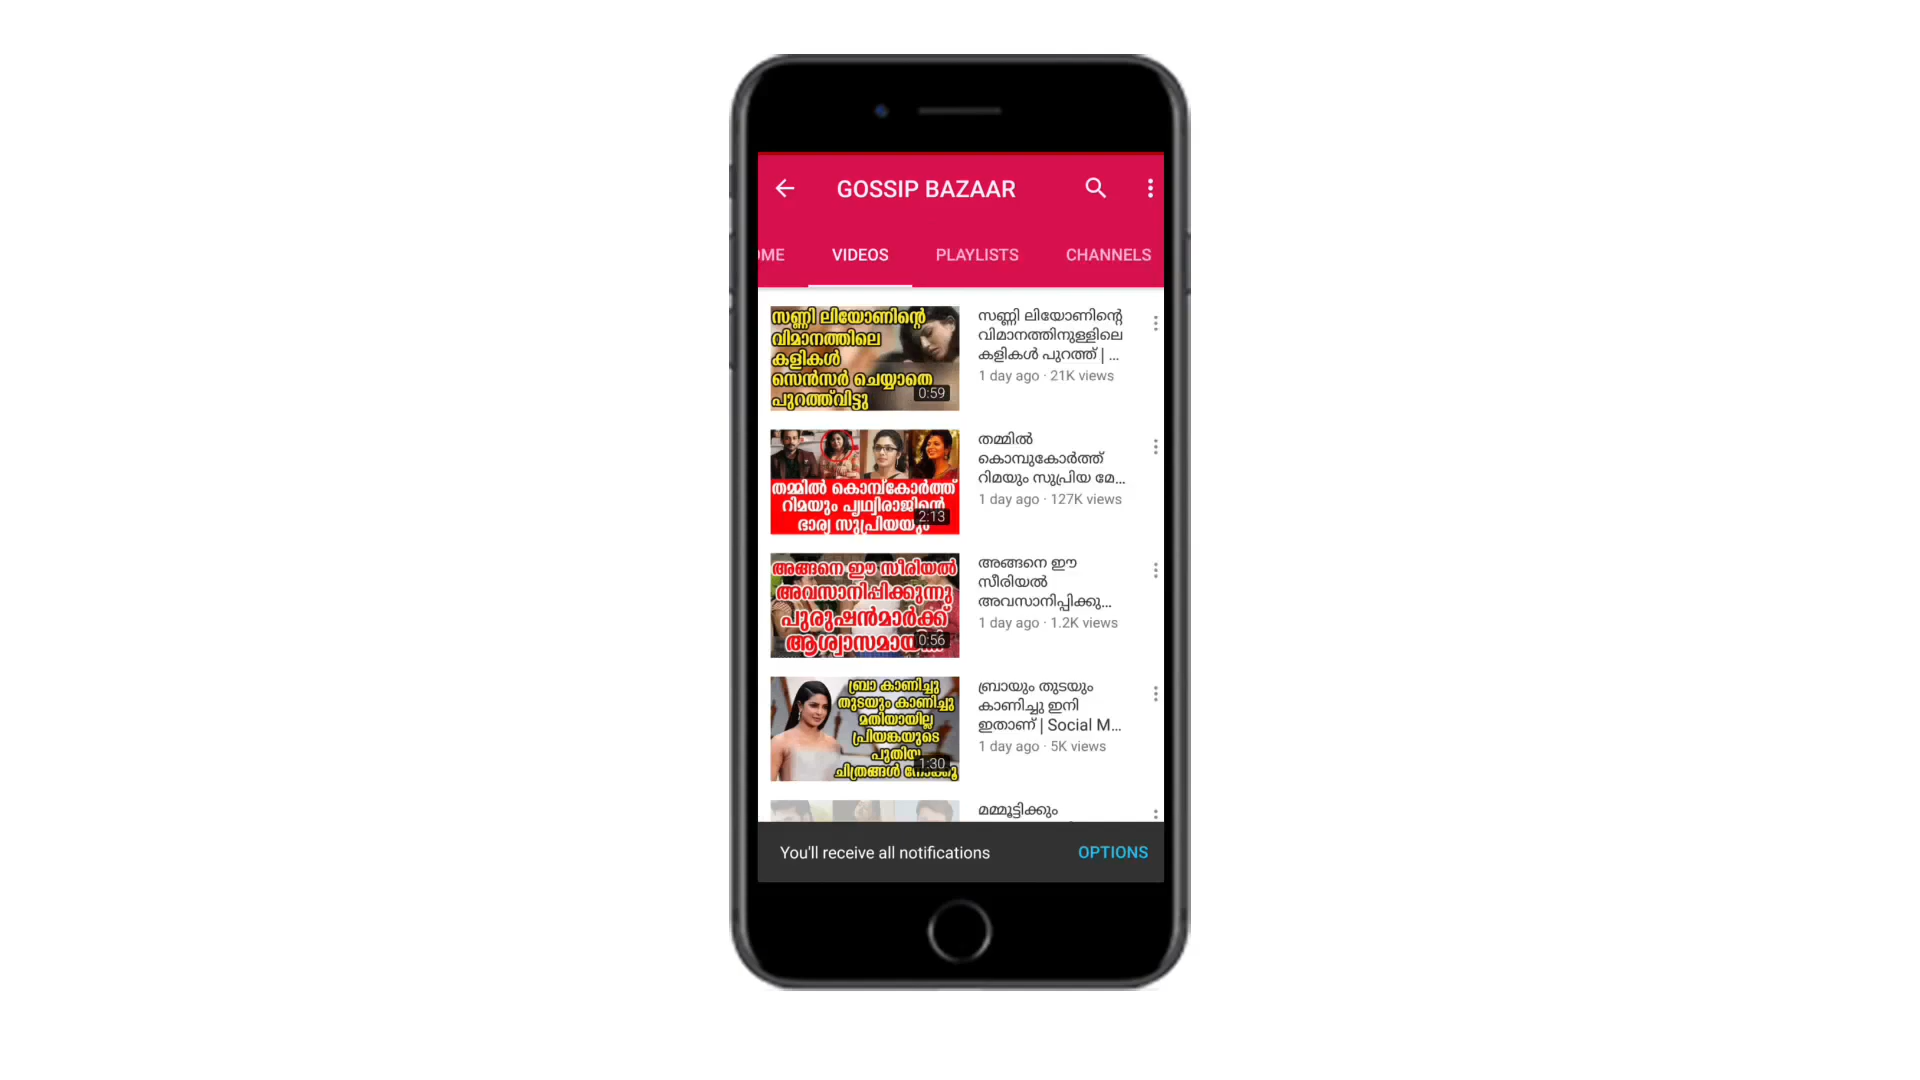 GOSSIP BAZAAR
OME VIDEOS PLAYLISTS CHANNELS
സണ്ണി ലിയോണിന്റെ
വിമാനത്തിലെ
കളികൾ
സെൻസർ ചെയ്യാതെ
പുറത്ത്‌വിട്ടു
0:59
സണ്ണി ലിയോണിന്റെ
വിമാനത്തിനുള്ളിലെ
കളികൾ പുറത്ത് | ...
1 day ago · 21K views
തമ്മിൽ കൊമ്പ്കോർത്ത്
റിമയും പൃഥ്വിരാജിന്റെ
ഭാര്യ സുപ്രിയയും
2:13
തമ്മിൽ
കൊമ്പുകോർത്ത്
റിമയും സുപ്രിയ മേ...
1 day ago · 127K views
അങ്ങനെ ഈ സീരിയൽ
അവസാനിപ്പിക്കുന്നു
പുരുഷൻമാർക്ക്
0:56
അങ്ങനെ ഈ
സീരിയൽ
അവസാനിപ്പിക്കു...
1 day ago · 1.2K views
ബ്രാ കാണിച്ചു
തുടയും കാണിച്ചു
മതിയായില്ല
പ്രിയങ്കയുടെ
പുതിയ
ചിത്രങ്ങൾ നോക്കൂ
1:30
ബ്രായും തുടയും
കാണിച്ചു ഇനി
ഇതാണ് | Social M...
1 day ago · 5K views
മമ്മൂട്ടിക്കും
You'll receive all notifications OPTIONS